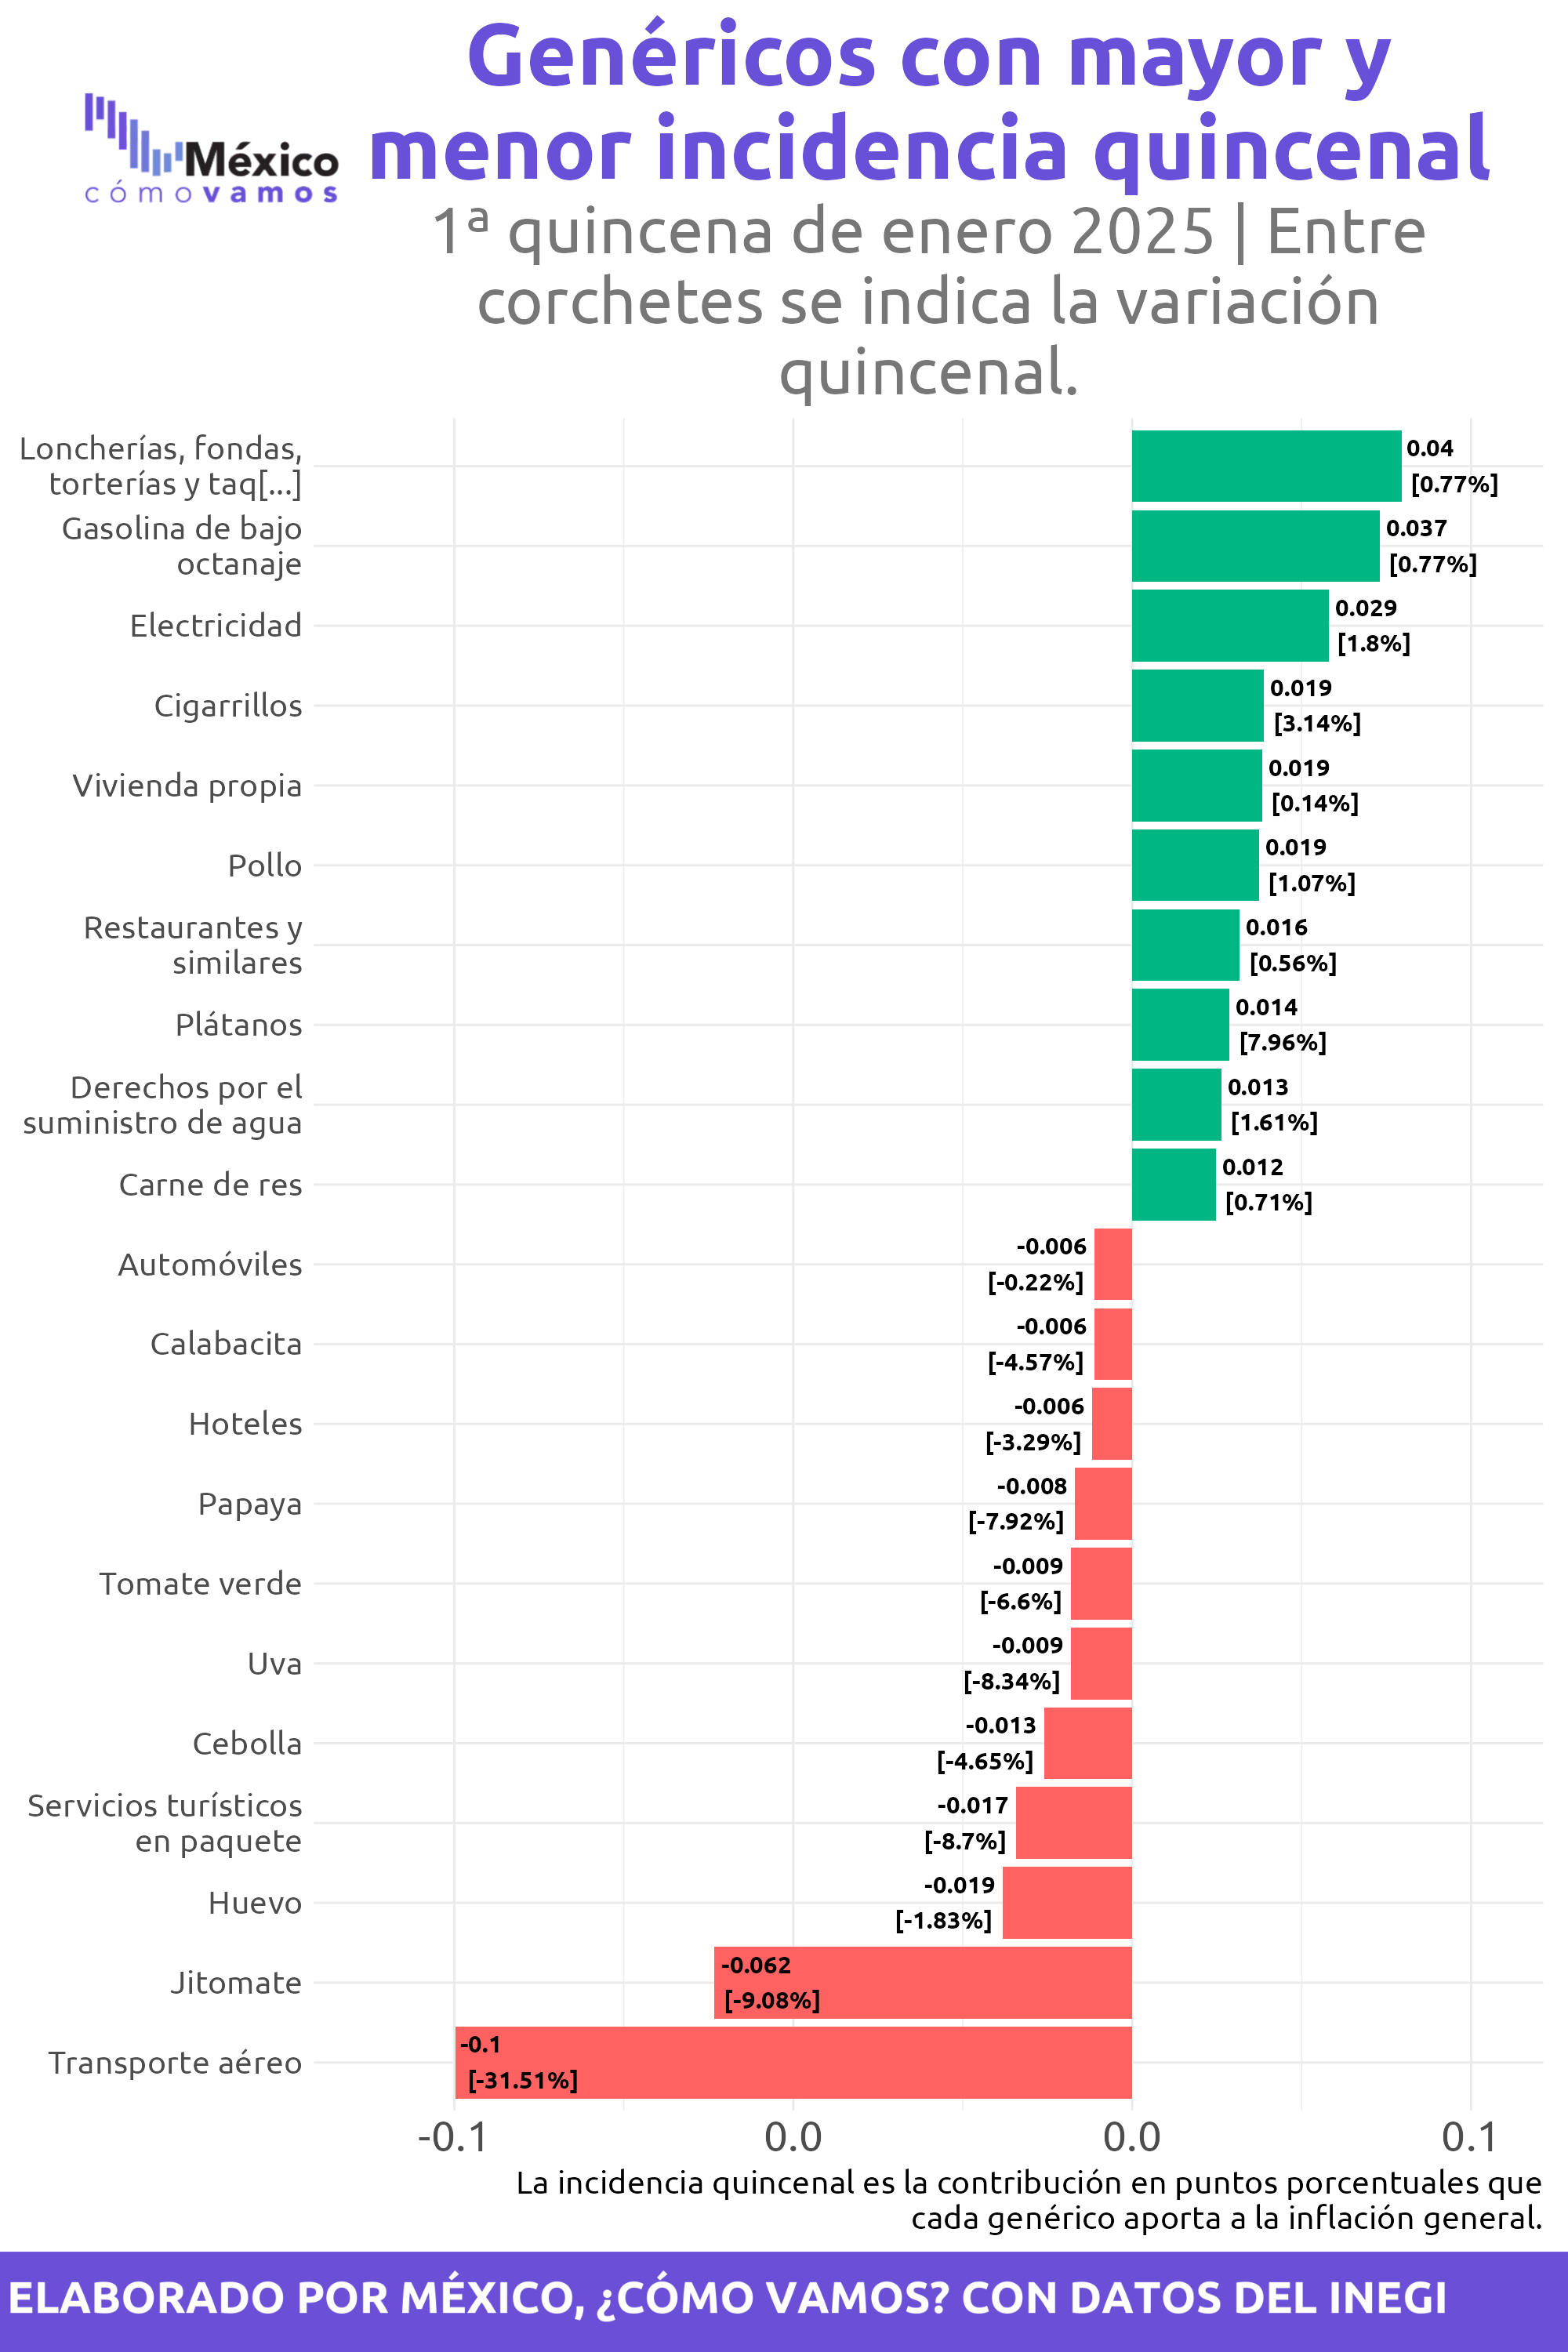 Genéricos con mayor y
menor incidencia quincenal
México
cómovamos
1ª quincena de enero 2025 | Entre
corchetes se indica la variación
quincenal.
Loncherías, fondas,
torterías y taq[...]
0.04
[0.77%]
Gasolina de bajo
octanaje
0.037
[0.77%]
Electricidad
0.029
[1.8%]
Cigarrillos
0.019
[3.14%]
Vivienda propia
0.019
[0.14%]
Pollo
0.019
[1.07%]
Restaurantes y
similares
0.016
[0.56%]
Plátanos
0.014
[7.96%]
Derechos por el
suministro de agua
0.013
[1.61%]
Carne de res
0.012
[0.71%]
Automóviles
-0.006
[-0.22%]
Calabacita
-0.006
[-4.57%]
Hoteles
-0.006
[-3.29%]
Papaya
-0.008
[-7.92%]
Tomate verde
-0.009
[-6.6%]
Uva
-0.009
[-8.34%]
Cebolla
-0.013
[-4.65%]
Servicios turísticos
en paquete
-0.017
[-8.7%]
Huevo
-0.019
[-1.83%]
Jitomate
-0.062
[-9.08%]
Transporte aéreo
-0.1
[-31.51%]
-0.1 0.0 0.0 0.1
La incidencia quincenal es la contribución en puntos porcentuales que
cada genérico aporta a la inflación general.
ELABORADO POR MÉXICO, ¿CÓMO VAMOS? CON DATOS DEL INEGI